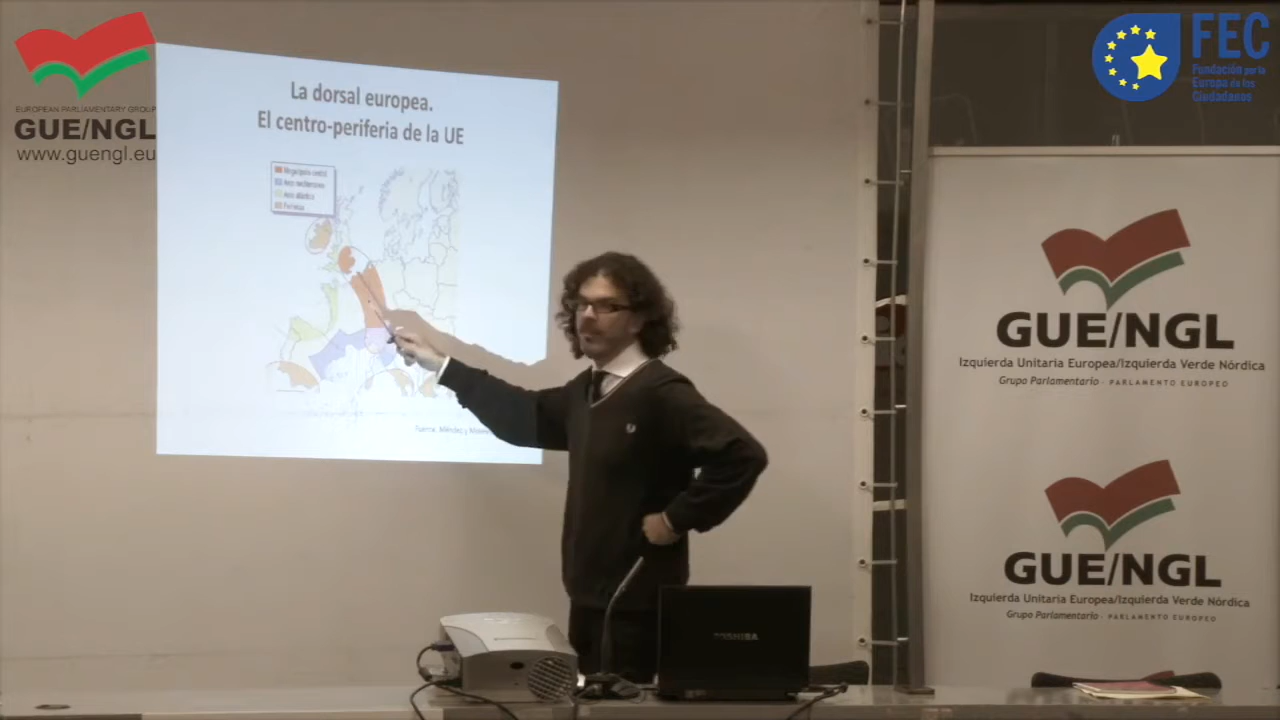 EUROPEAN PARLIAMENTARY GROUP
GUE/NGL
www.guengl.eu
La dorsal europea.
El centro-periferia de la UE
Fuente: Méndez y
FEC
Fundación por la
Europa de los
Ciudadanos
GUE/NGL
Izquierda Unitaria Europea/Izquierda Verde Nórdica
Grupo Parlamentario · PARLAMENTO EUROPEO
GUE/NGL
Izquierda Unitaria Europea/Izquierda Verde Nórdica
Grupo Parlamentario · PARLAMENTO EUROPEO
TOSHIBA